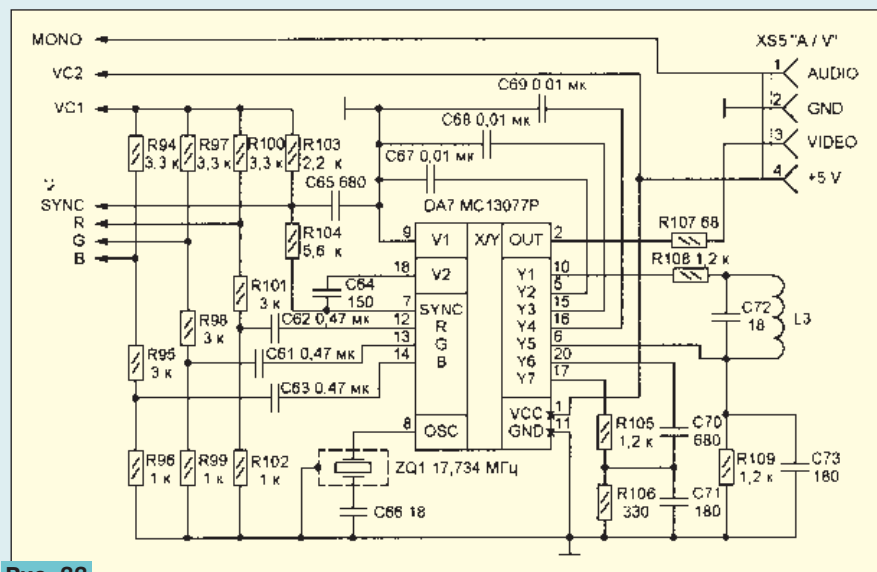 MONO
XS5 "A / V"
VC2
1 AUDIO
C69 0,01 мк
VC1
2 GND
C68 0,01 мк
R94 3,3 к
R97 3,3 к
R100 3,3 к
R103 2,2 к
3 VIDEO
C67 0,01 мк
4 +5 V
C65 680
SYNC
DA7 MC13077P
R
G
B
R104 5,6 к
9 V1
X/Y
OUT 2
R107 68
R108 1,2 к
18 V2
Y1 10
C64 150
R101 3 к
Y2 5
7 SYNC
Y3 15
C72 18
L3
C62 0,47 мк
12 R
Y4 16
R98 3 к
13 G
Y5 6
C61 0,47 мк
14 B
Y6 20
R95 3 к
Y7 17
C63 0,47 мк
VCC 1
R105 1,2 к
C70 680
8 OSC
GND 11
R96 1 к
R99 1 к
R102 1 к
ZQ1 17,734 МГц
R109 1,2 к
C73 180
R106 330
C71 180
C66 18